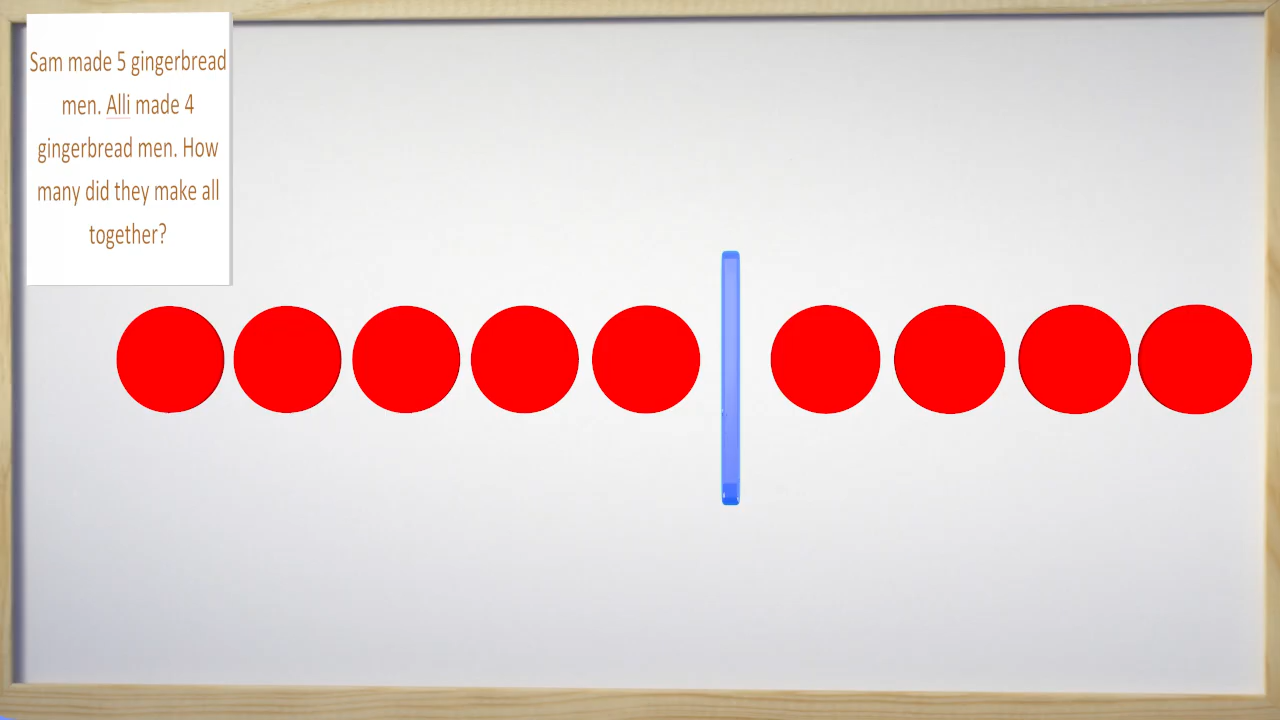 Sam made 5 gingerbread
men. Alli made 4
gingerbread men. How
many did they make all
together?